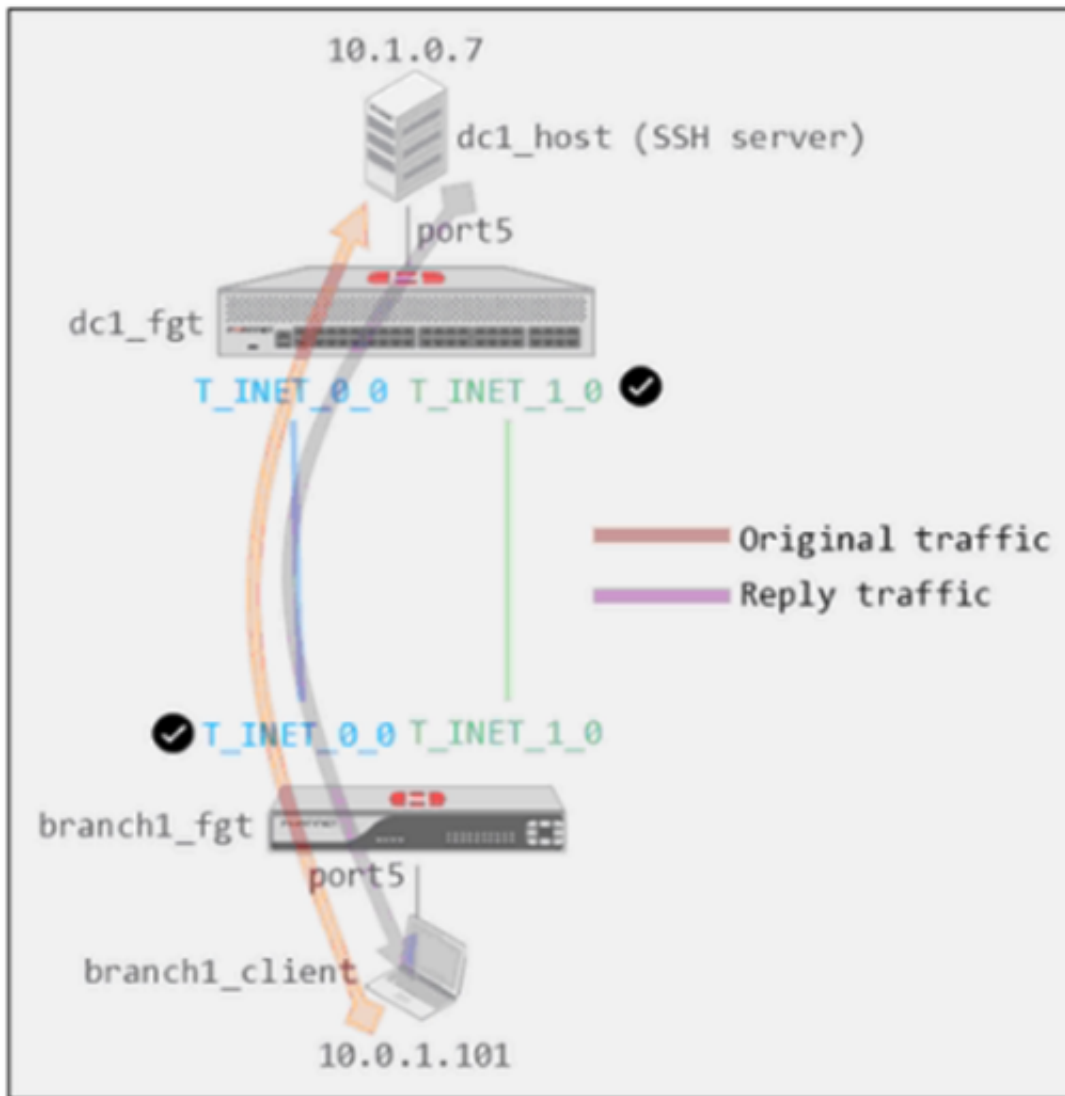 10.1.0.7
dc1_host (SSH server)
port5
dc1_fgt
T_INET_0_0 T_INET_1_0
Original traffic
Reply traffic
T_INET_0_0 T_INET_1_0
branch1_fgt
port5
branch1_client
10.0.1.101